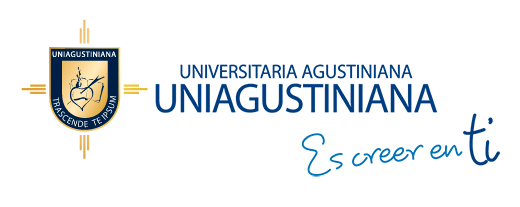 UNIAGUSTINIANA
TRASCENDE TE IPSUM
UNIVERSITARIA AGUSTINIANA
UNIAGUSTINIANA
Es creer en ti